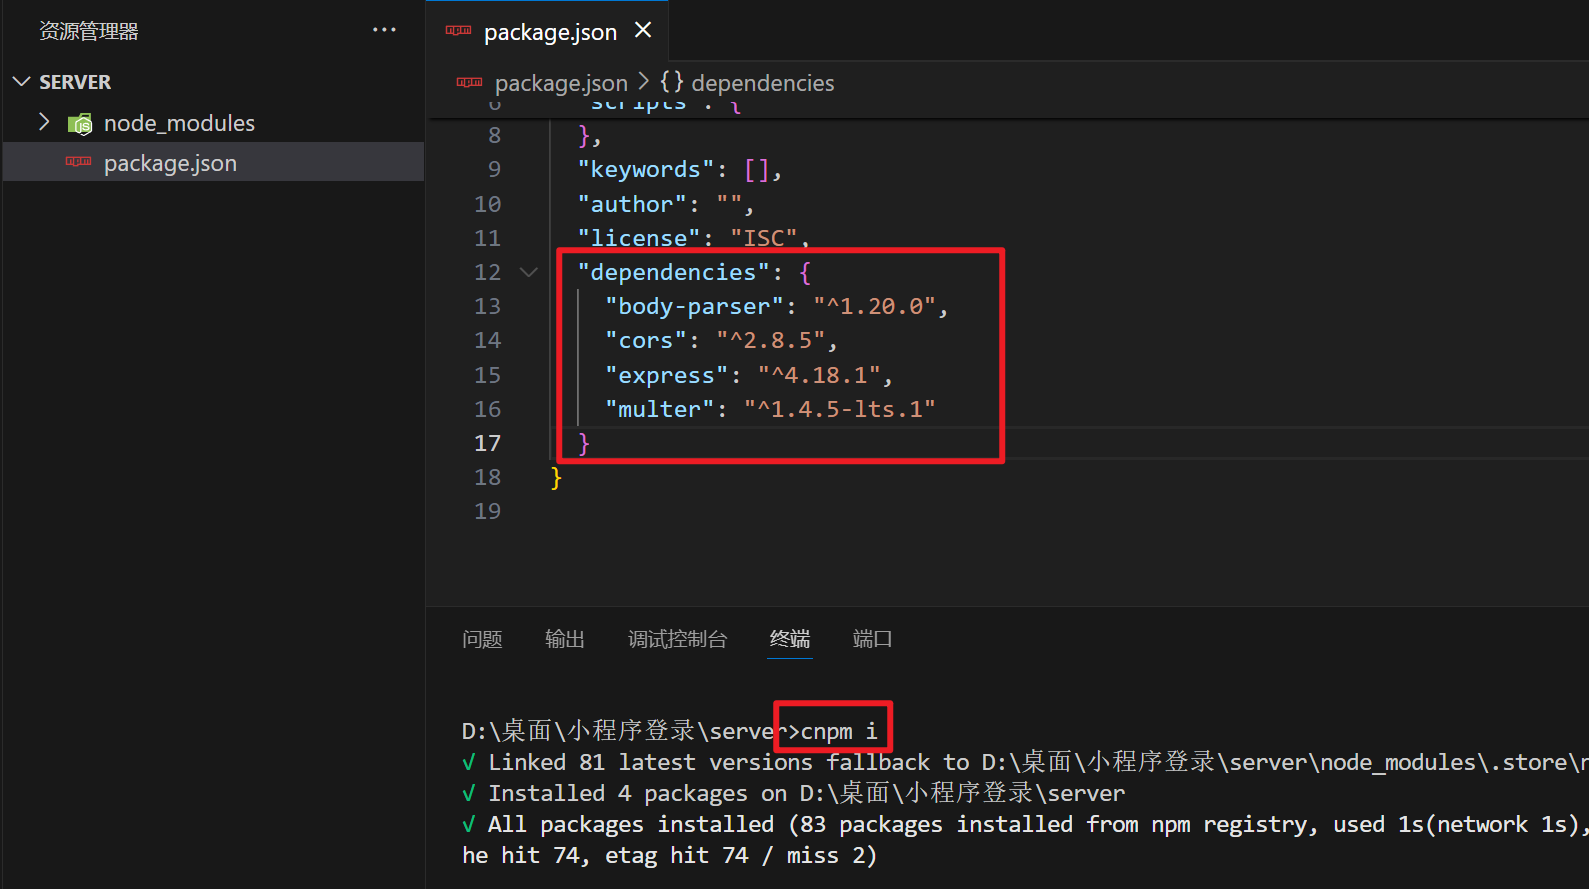 资源管理器
SERVER
node_modules
package.json
package.json
package.json > {} dependencies
6 "scripts": {
8 },
9 "keywords": [],
10 "author": "",
11 "license": "ISC",
12 "dependencies": {
13 "body-parser": "^1.20.0",
14 "cors": "^2.8.5",
15 "express": "^4.18.1",
16 "multer": "^1.4.5-lts.1"
17 }
18 }
19
问题 输出 调试控制台 终端 端口
D:\桌面\小程序登录\server>cnpm i
√ Linked 81 latest versions fallback to D:\桌面\小程序登录\server\node_modules\.store\n
√ Installed 4 packages on D:\桌面\小程序登录\server
√ All packages installed (83 packages installed from npm registry, used 1s(network 1s),
he hit 74, etag hit 74 / miss 2)